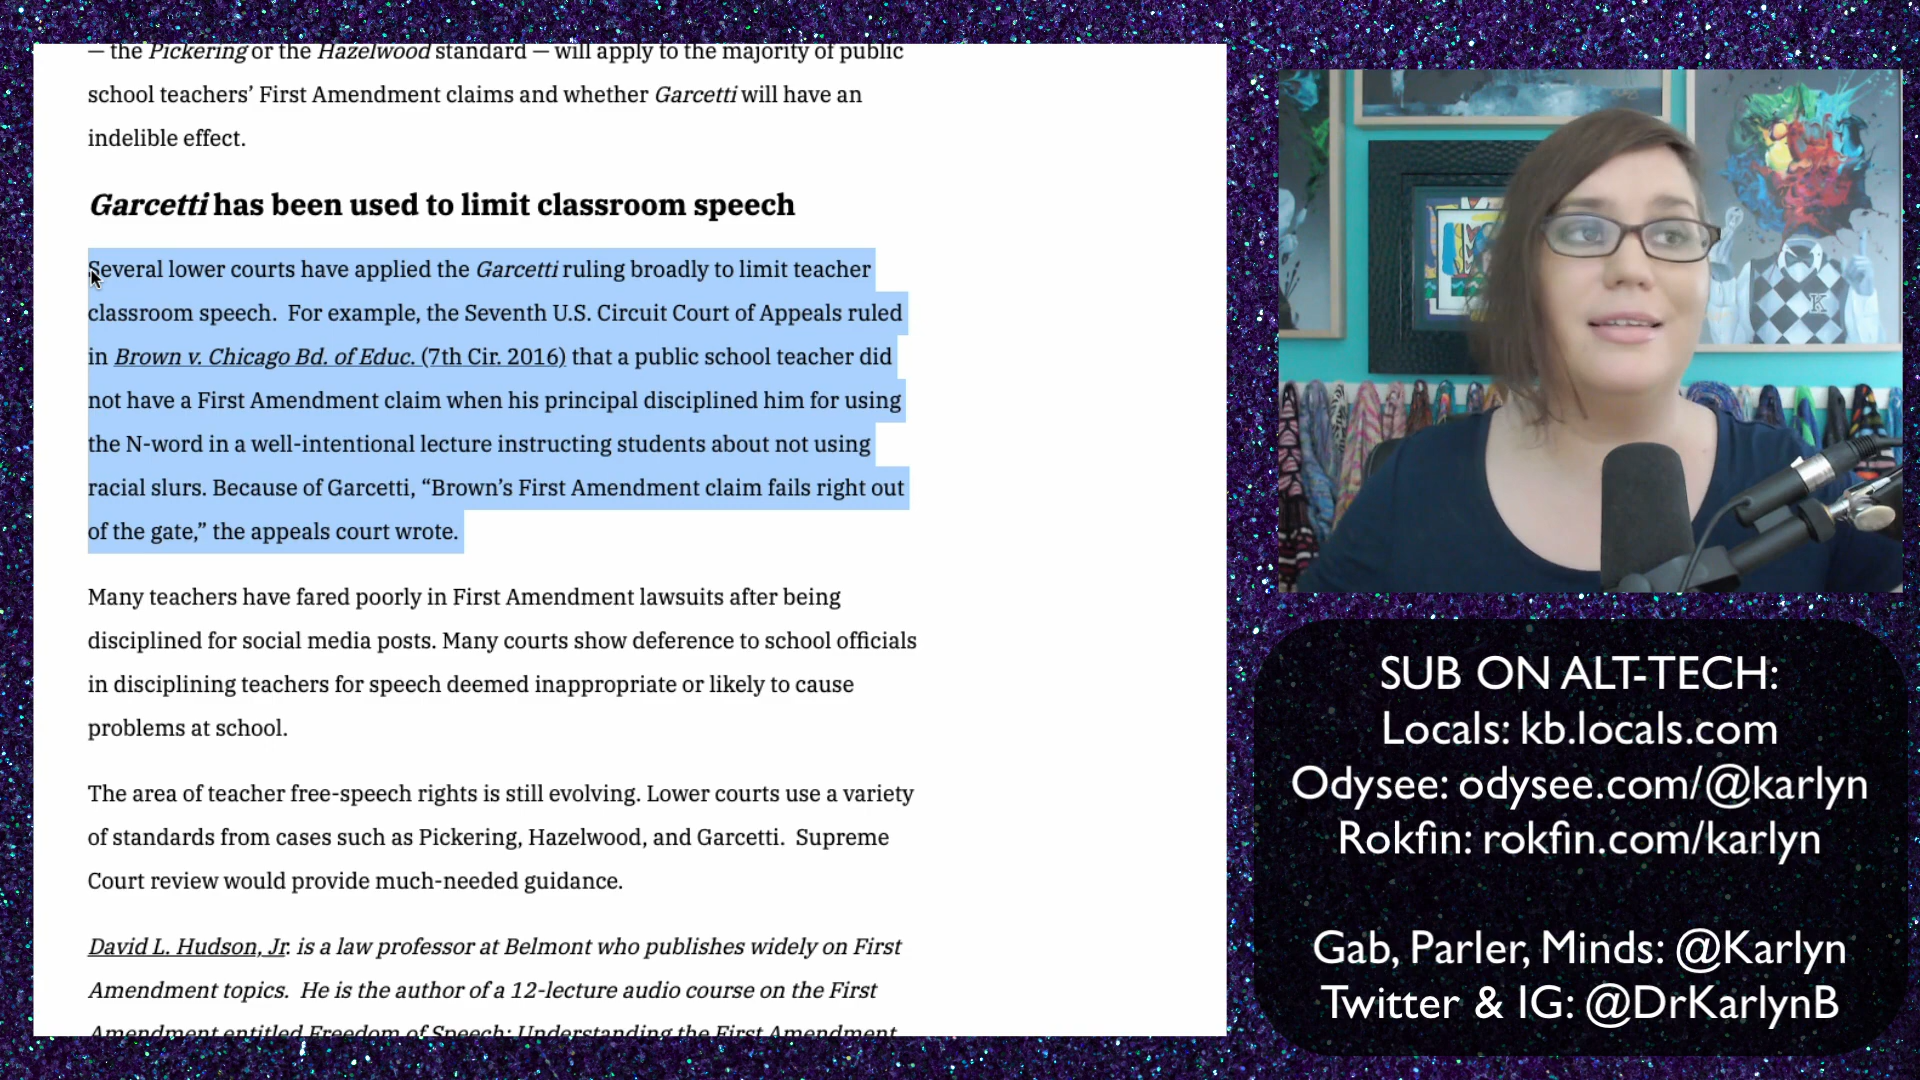 — the Pickering or the Hazelwood standard — will apply to the majority of public
school teachers’ First Amendment claims and whether Garcetti will have an
indelible effect.
Garcetti has been used to limit classroom speech
Several lower courts have applied the Garcetti ruling broadly to limit teacher
classroom speech.  For example, the Seventh U.S. Circuit Court of Appeals ruled
in Brown v. Chicago Bd. of Educ. (7th Cir. 2016) that a public school teacher did
not have a First Amendment claim when his principal disciplined him for using
the N-word in a well-intentional lecture instructing students about not using
racial slurs. Because of Garcetti, “Brown’s First Amendment claim fails right out
of the gate,” the appeals court wrote.
Many teachers have fared poorly in First Amendment lawsuits after being
disciplined for social media posts. Many courts show deference to school officials
in disciplining teachers for speech deemed inappropriate or likely to cause
problems at school.
The area of teacher free-speech rights is still evolving. Lower courts use a variety
of standards from cases such as Pickering, Hazelwood, and Garcetti.  Supreme
Court review would provide much-needed guidance.
David L. Hudson, Jr. is a law professor at Belmont who publishes widely on First
Amendment topics.  He is the author of a 12-lecture audio course on the First
Amendment entitled Freedom of Speech: Understanding the First Amendment
K
SUB ON ALT-TECH:
Locals: kb.locals.com
Odysee: odysee.com/@karlyn
Rokfin: rokfin.com/karlyn
Gab, Parler, Minds: @Karlyn
Twitter & IG: @DrKarlynB